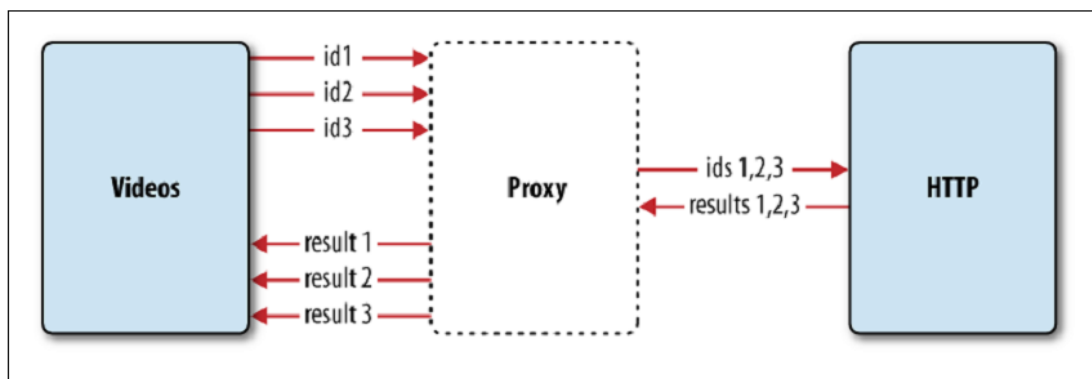 id1
id2
id3
Videos
Proxy
HTTP
ids 1,2,3
results 1,2,3
result 1
result 2
result 3